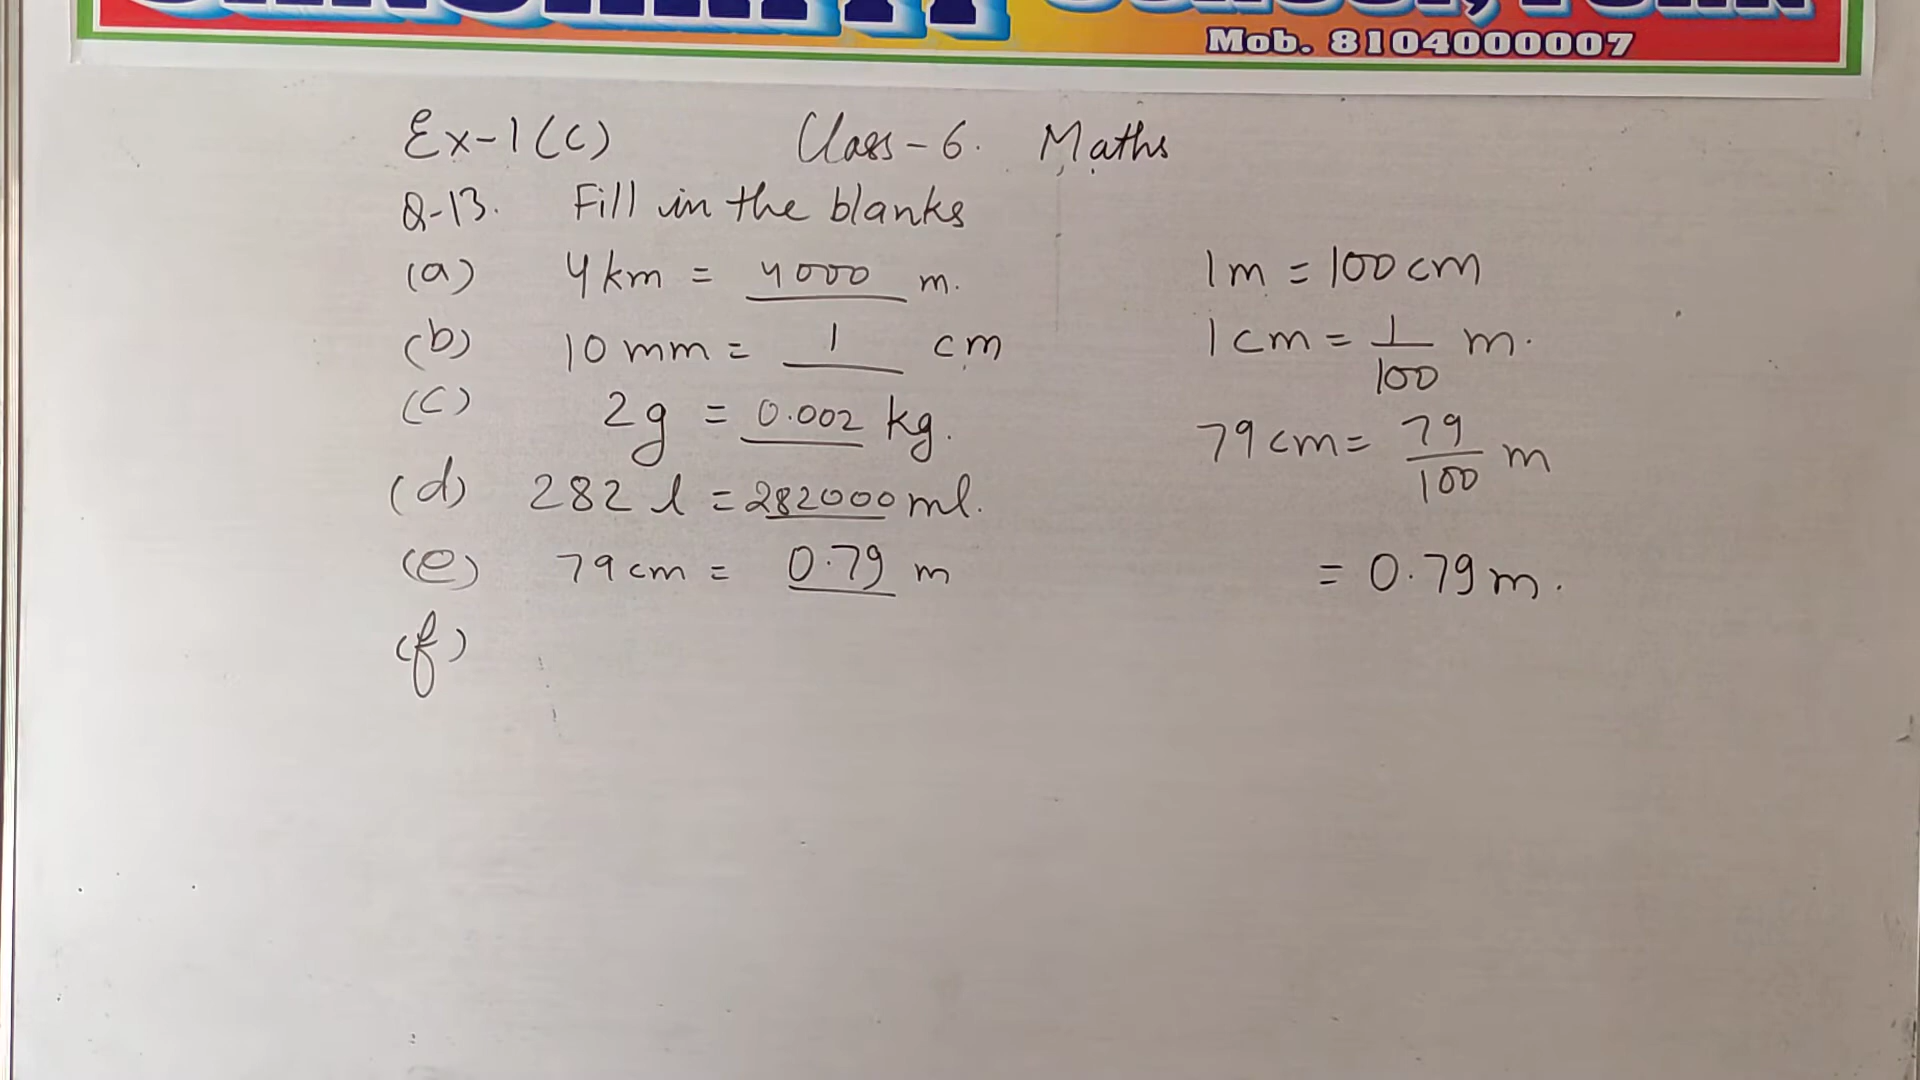 Mob. 8104000007
Ex-1(c) Class-6. Maths
Q-13. Fill in the blanks
(a) 4 km = 4000 m.
(b) 10 mm = 1 cm
(c) 2g = 0.002 kg.
(d) 282 l = 282000 ml.
(e) 79 cm = 0.79 m
(f)
1m = 100 cm
1 cm = 1/100 m.
79 cm = 79/100 m
= 0.79 m.